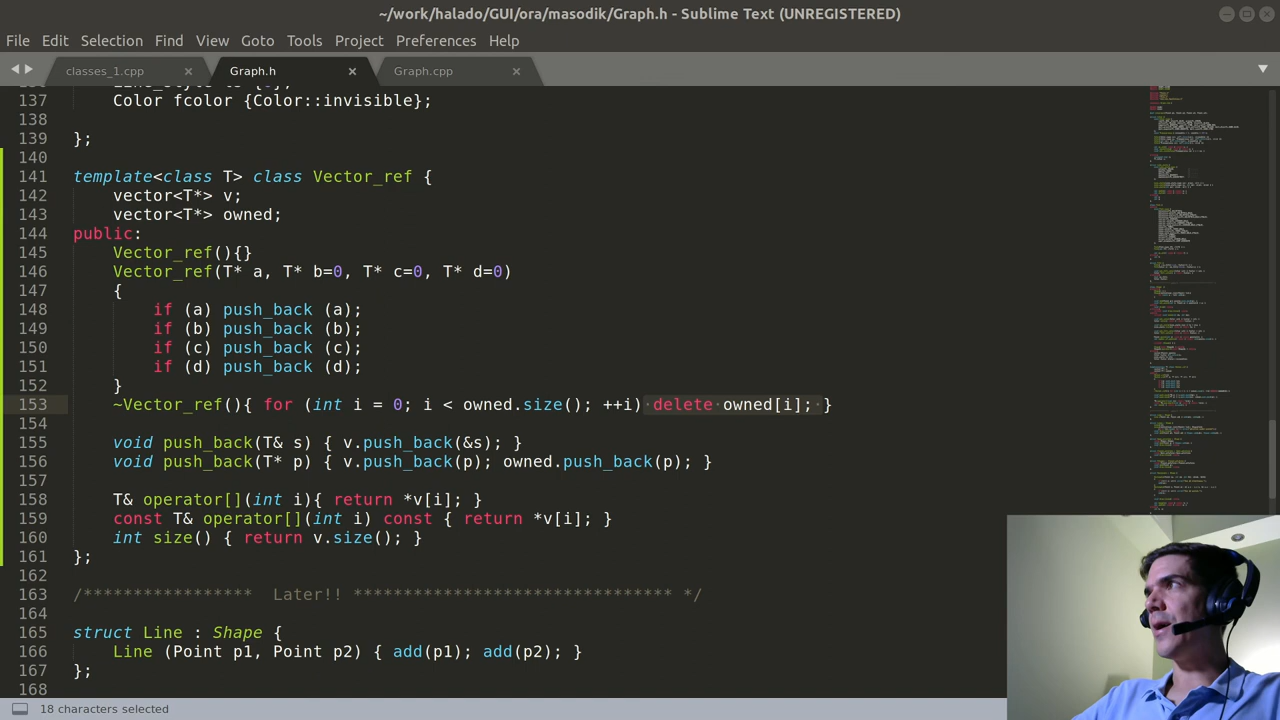 ~/work/halado/GUI/ora/masodik/Graph.h - Sublime Text (UNREGISTERED)
File Edit Selection Find View Goto Tools Project Preferences Help
classes_1.cpp Graph.h Graph.cpp
137 Color fcolor {Color::invisible};
138
139 };
140
141 template<class T> class Vector_ref {
142 vector<T*> v;
143 vector<T*> owned;
144 public:
145 Vector_ref(){}
146 Vector_ref(T* a, T* b=0, T* c=0, T* d=0)
147 {
148 if (a) push_back (a);
149 if (b) push_back (b);
150 if (c) push_back (c);
151 if (d) push_back (d);
152 }
153 ~Vector_ref(){ for (int i = 0; i < owned.size(); ++i) delete owned[i]; }
154
155 void push_back(T& s) { v.push_back(&s); }
156 void push_back(T* p) { v.push_back(p); owned.push_back(p); }
157
158 T& operator[](int i){ return *v[i]; }
159 const T& operator[](int i) const { return *v[i]; }
160 int size() { return v.size(); }
161 };
162
163 /***************** Later!! ******************************** */
164
165 struct Line : Shape {
166 Line (Point p1, Point p2) { add(p1); add(p2); }
167 };
168
18 characters selected